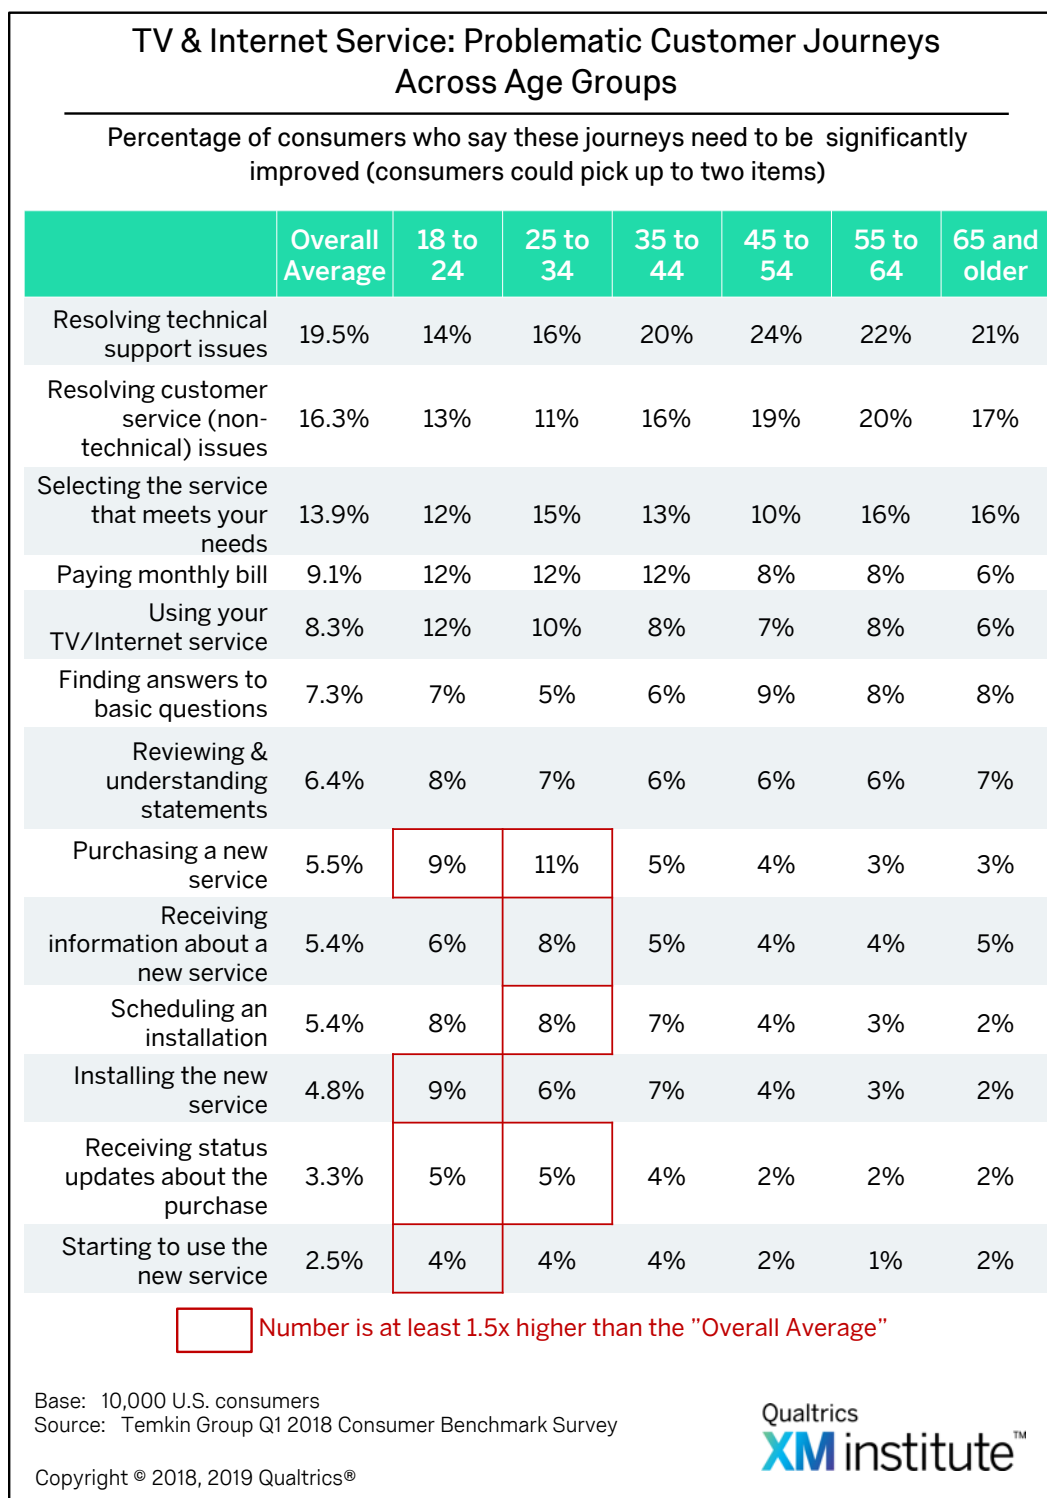 TV & Internet Service: Problematic Customer Journeys
Across Age Groups
Percentage of consumers who say these journeys need to be significantly
improved (consumers could pick up to two items)
Overall Average 18 to 24 25 to 34 35 to 44 45 to 54 55 to 64 65 and older
Resolving technical support issues 19.5% 14% 16% 20% 24% 22% 21%
Resolving customer service (non-technical) issues 16.3% 13% 11% 16% 19% 20% 17%
Selecting the service that meets your needs 13.9% 12% 15% 13% 10% 16% 16%
Paying monthly bill 9.1% 12% 12% 12% 8% 8% 6%
Using your TV/Internet service 8.3% 12% 10% 8% 7% 8% 6%
Finding answers to basic questions 7.3% 7% 5% 6% 9% 8% 8%
Reviewing & understanding statements 6.4% 8% 7% 6% 6% 6% 7%
Purchasing a new service 5.5% 9% 11% 5% 4% 3% 3%
Receiving information about a new service 5.4% 6% 8% 5% 4% 4% 5%
Scheduling an installation 5.4% 8% 8% 7% 4% 3% 2%
Installing the new service 4.8% 9% 6% 7% 4% 3% 2%
Receiving status updates about the purchase 3.3% 5% 5% 4% 2% 2% 2%
Starting to use the new service 2.5% 4% 4% 4% 2% 1% 2%
Number is at least 1.5x higher than the ”Overall Average”
Base: 10,000 U.S. consumers
Source: Temkin Group Q1 2018 Consumer Benchmark Survey
Copyright © 2018, 2019 Qualtrics®
Qualtrics
XM institute™